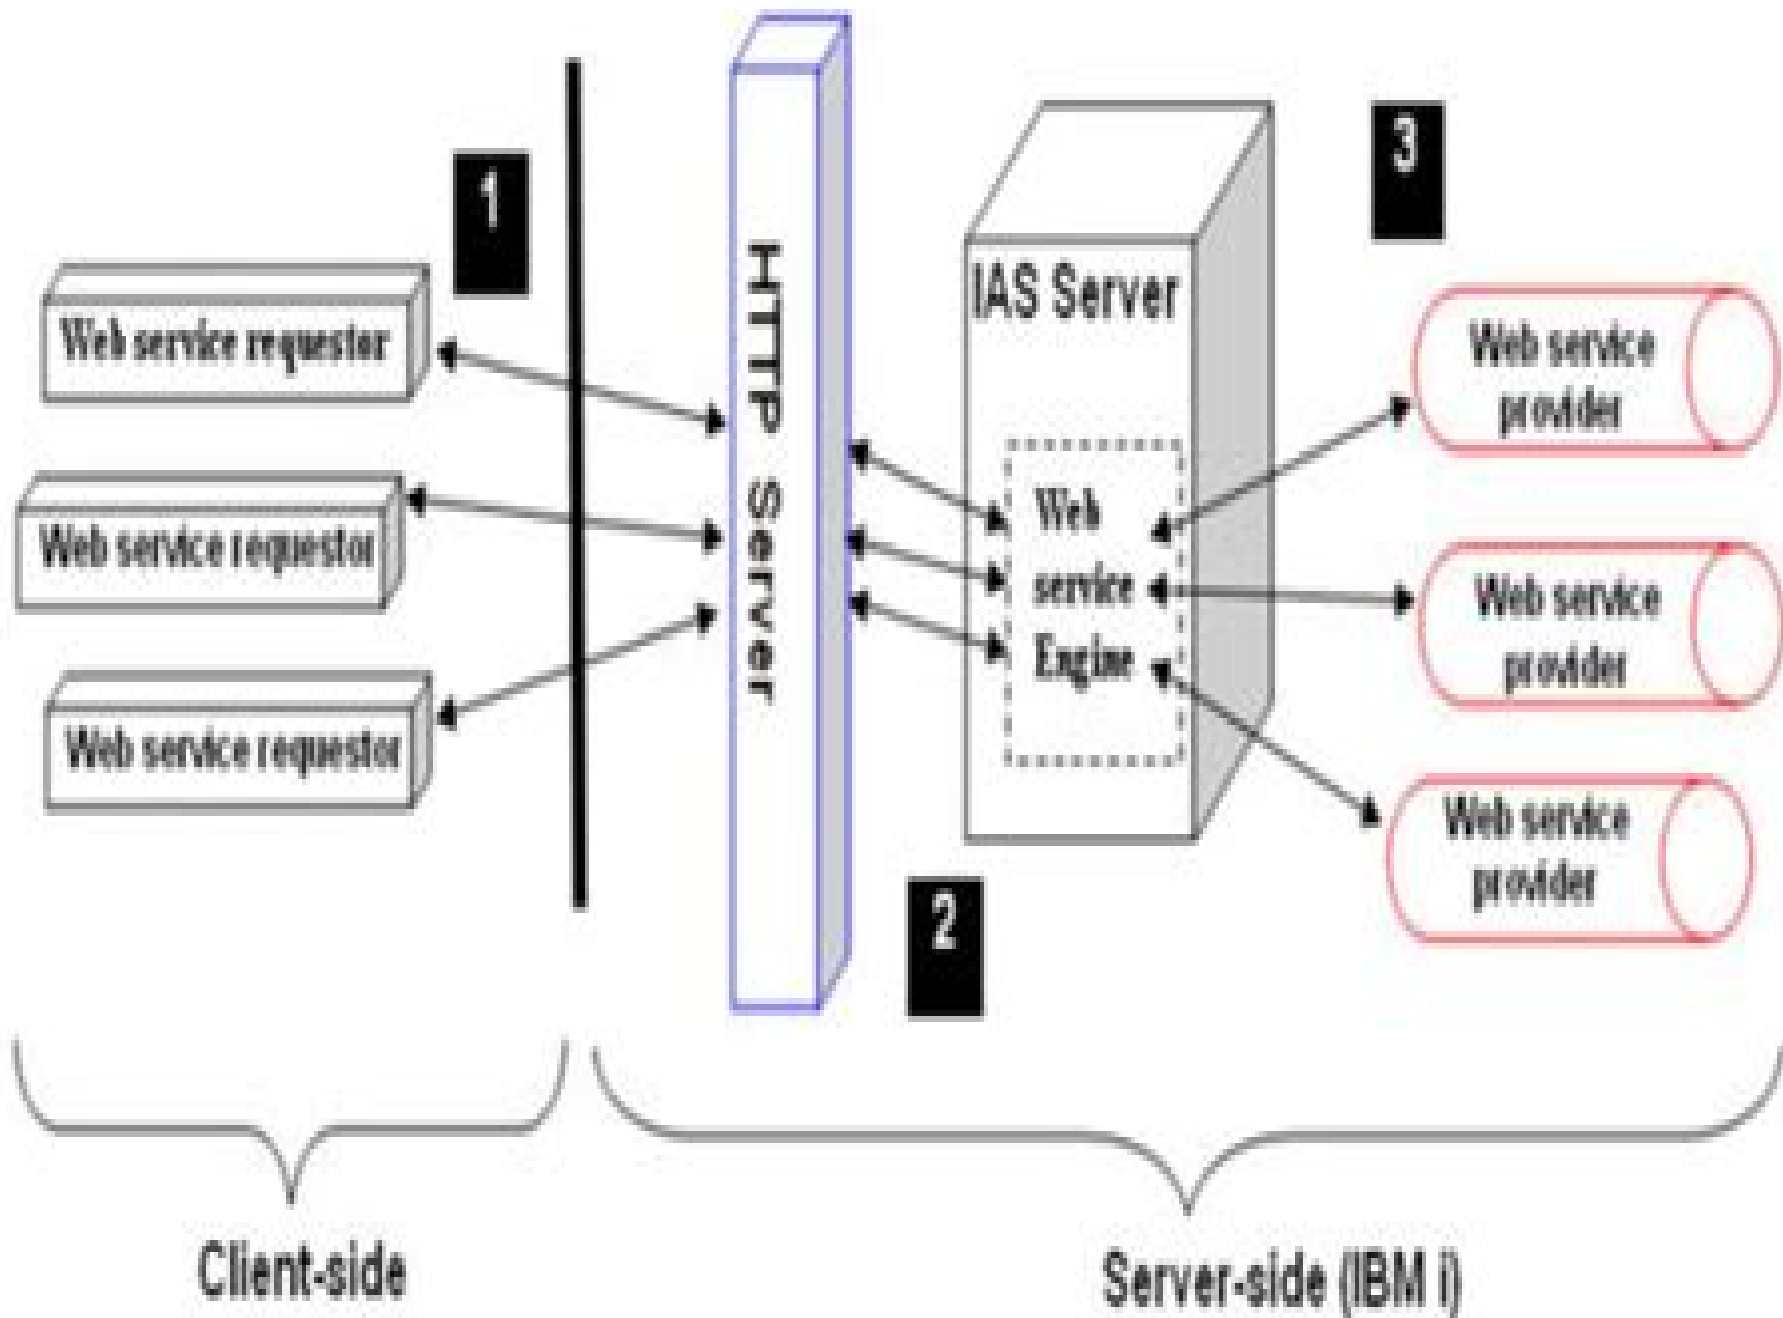 1
Web service requestor
Web service requestor
Web service requestor
HTTP Server
2
IAS Server
Web
service
Engine
3
Web service
provider
Web service
provider
Web service
provider
Client-side
Server-side (IBM i)